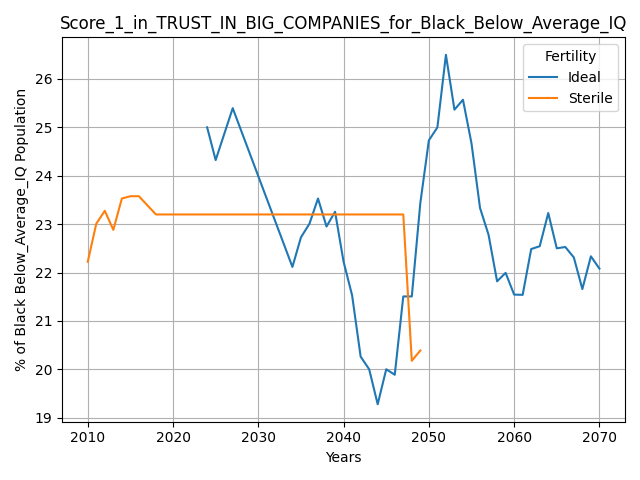 Score_1_in_TRUST_IN_BIG_COMPANIES_for_Black_Below_Average_IQ
Fertility
Ideal
Sterile
% of Black Below_Average_IQ Population
26
25
24
23
22
21
20
19
2010
2020
2030
2040
2050
2060
2070
Years